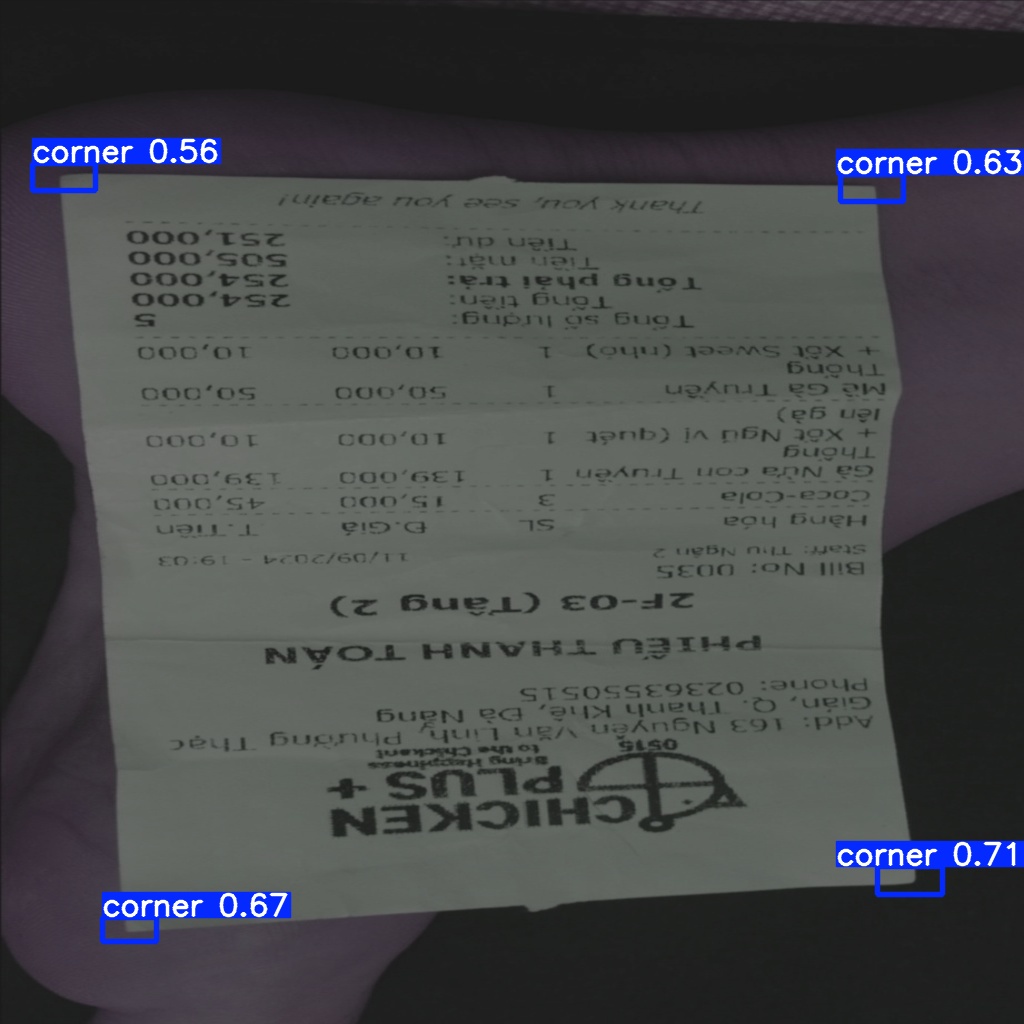 CHICKEN
PLUS +
Bring Happiness
to the Chickent
0515
Add: 163 Nguyễn Văn Linh, Phường Thạc
Gián, Q. Thanh Khê, Đà Nẵng
Phone: 02363550515
PHIẾU THANH TOÁN
2F-03 (Tầng 2)
Bill No: 0035
Staff: Thu Ngân 2 11/09/2024 - 19:03
Hàng hóa SL Đ.Giá T.Tiền
Coca-Cola 3 15,000 45,000
Gà Nửa con Truyền 1 139,000 139,000
Thống
+ Xốt Ngũ vị (quét 1 10,000 10,000
lên gà)
Mề Gà Truyền 1 50,000 50,000
Thống
+ Xốt Sweet (nhỏ) 1 10,000 10,000
Tổng số lượng: 5
Tổng tiền: 254,000
Tổng phải trả: 254,000
Tiền mặt: 505,000
Tiền dư: 251,000
Thank you, see you again!
corner 0.56
corner 0.63
corner 0.71
corner 0.67